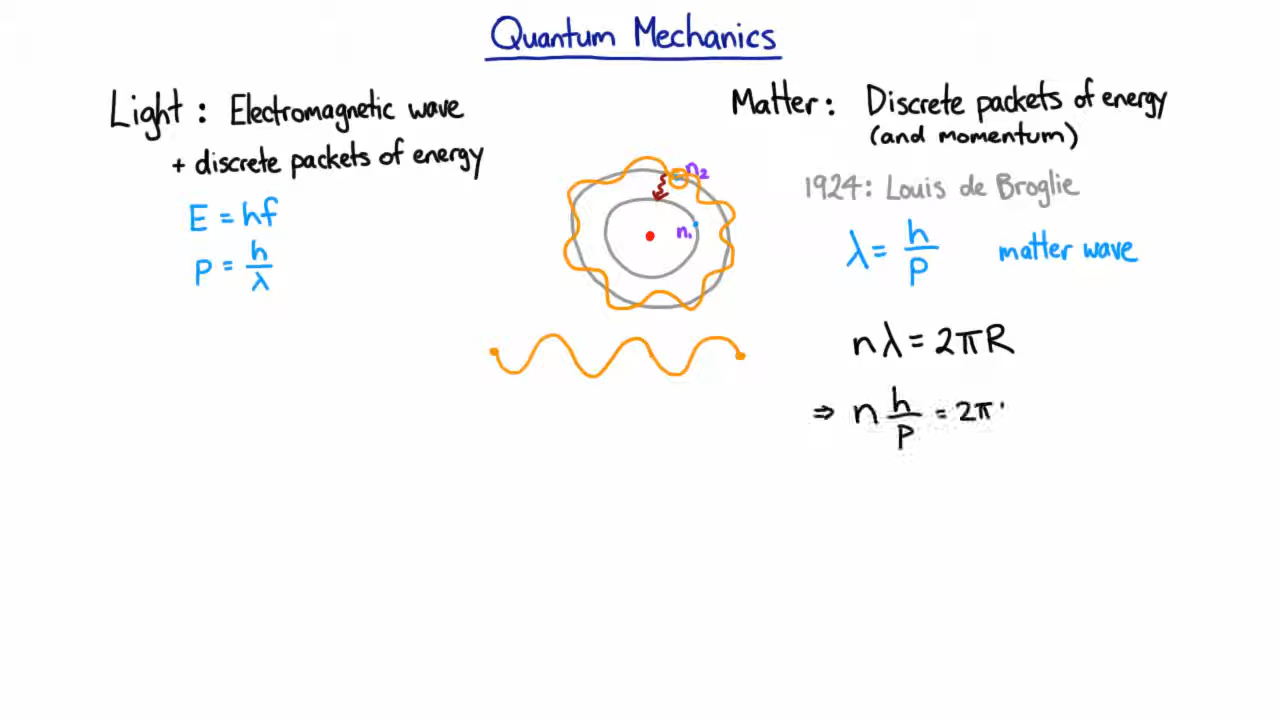 Quantum Mechanics
Light : Electromagnetic wave
+ discrete packets of energy
E = hf
P = h/λ
n2
n1
Matter : Discrete packets of energy
(and momentum)
1924: Louis de Broglie
λ = h/P matter wave
nλ = 2πR
⇒ n h/P = 2π